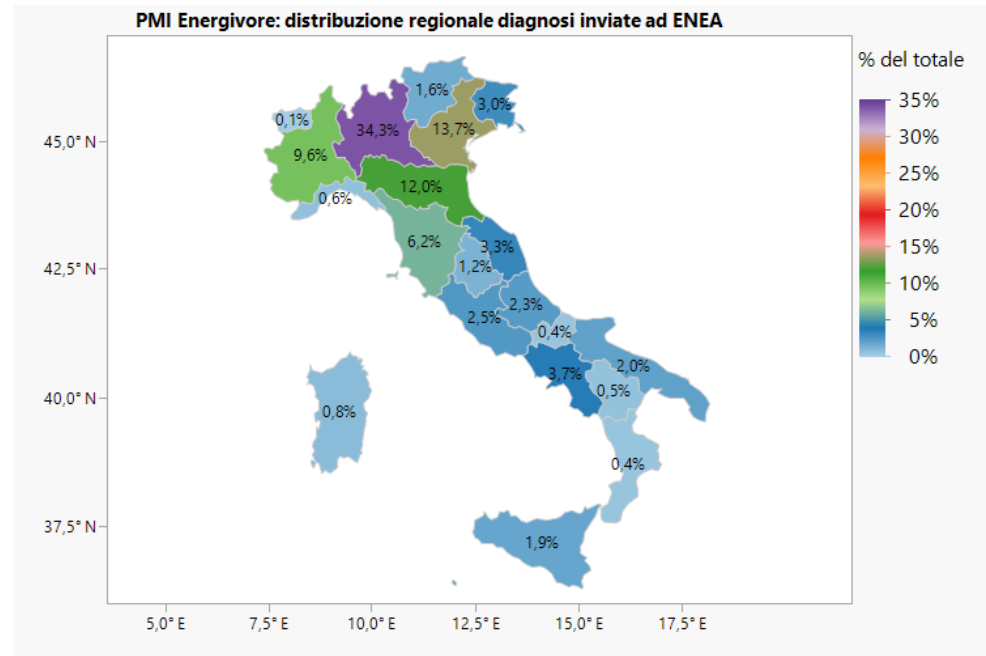 PMI Energivore: distribuzione regionale diagnosi inviate ad ENEA
% del totale
35%
30%
25%
20%
15%
10%
5%
0%
45,0° N
42,5° N
40,0° N
37,5° N
1,6%
3,0%
0,1%
34,3%
13,7%
9,6%
12,0%
0,6%
6,2%
3,3%
1,2%
2,3%
2,5%
0,4%
2,0%
3,7%
0,5%
0,8%
0,4%
1,9%
5,0° E
7,5° E
10,0° E
12,5° E
15,0° E
17,5° E